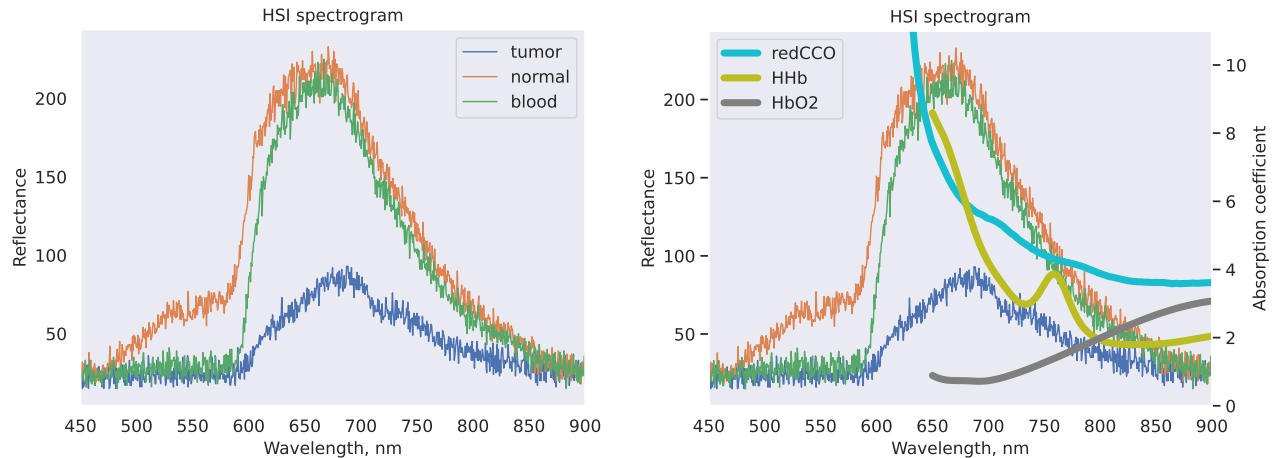 HSI spectrogram
tumor
normal
blood
200
150
100
50
Reflectance
450 500 550 600 650 700 750 800 850 900
Wavelength, nm
HSI spectrogram
redCCO
HHb
HbO2
200
150
100
50
Reflectance
10
8
6
4
2
0
Absorption coefficient
450 500 550 600 650 700 750 800 850 900
Wavelength, nm